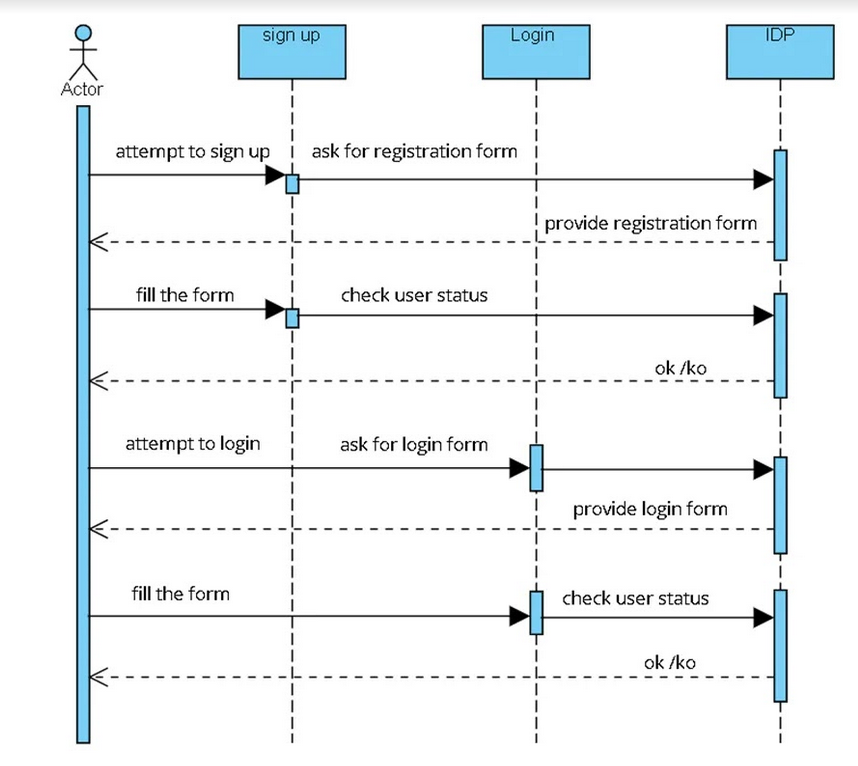 sign up
Login
IDP
Actor
attempt to sign up
ask for registration form
provide registration form
fill the form
check user status
ok /ko
attempt to login
ask for login form
provide login form
fill the form
check user status
ok /ko